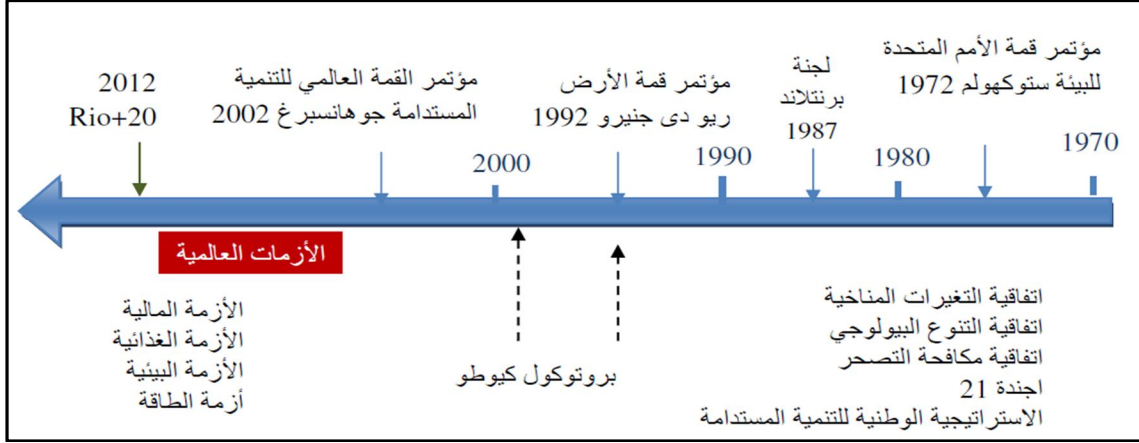 مؤتمر قمة الأمم المتحدة
للبيئة ستوكهولم 1972
لجنة
برنتلاند
1987
مؤتمر قمة الأرض
ريو دى جنيرو 1992
مؤتمر القمة العالمي للتنمية
المستدامة جوهانسبرغ 2002
2012
Rio+20
1970
1980
1990
2000
الأزمات العالمية
اتفاقية التغيرات المناخية
اتفاقية التنوع البيولوجي
اتفاقية مكافحة التصحر
اجندة 21
الاستراتيجية الوطنية للتنمية المستدامة
بروتوكول كيوطو
الأزمة المالية
الأزمة الغذائية
الأزمة البيئية
أزمة الطاقة